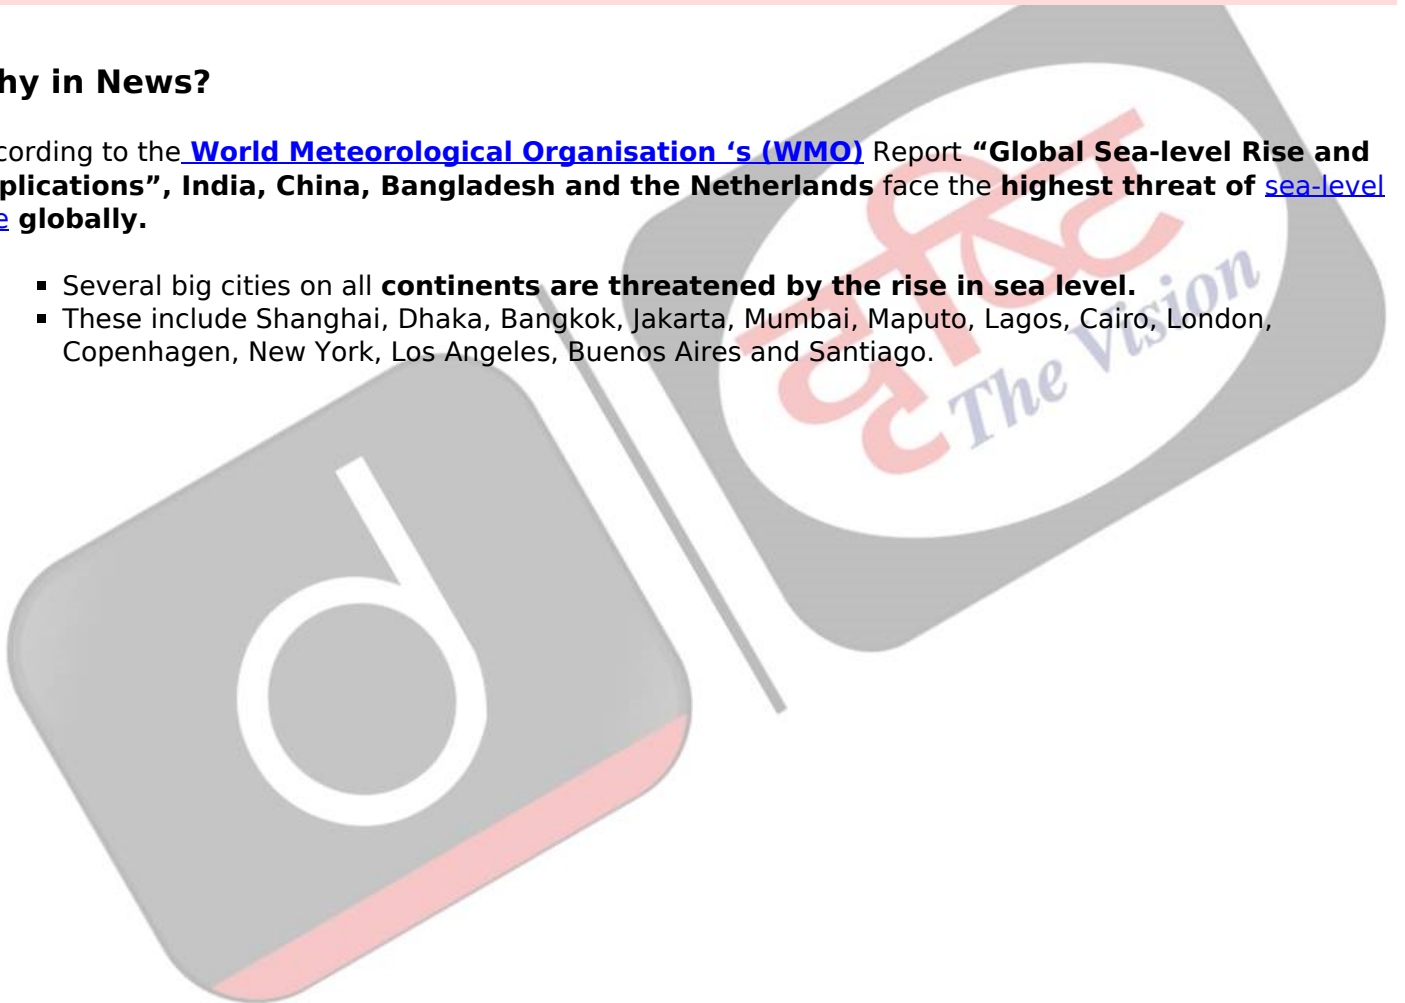 hy in News?
cording to the World Meteorological Organisation ‘s (WMO) Report “Global Sea-level Rise and
plications”, India, China, Bangladesh and the Netherlands face the highest threat of sea-level
e globally.
▪ Several big cities on all continents are threatened by the rise in sea level.
▪ These include Shanghai, Dhaka, Bangkok, Jakarta, Mumbai, Maputo, Lagos, Cairo, London,
Copenhagen, New York, Los Angeles, Buenos Aires and Santiago.
दृष्टि
The Vision
d